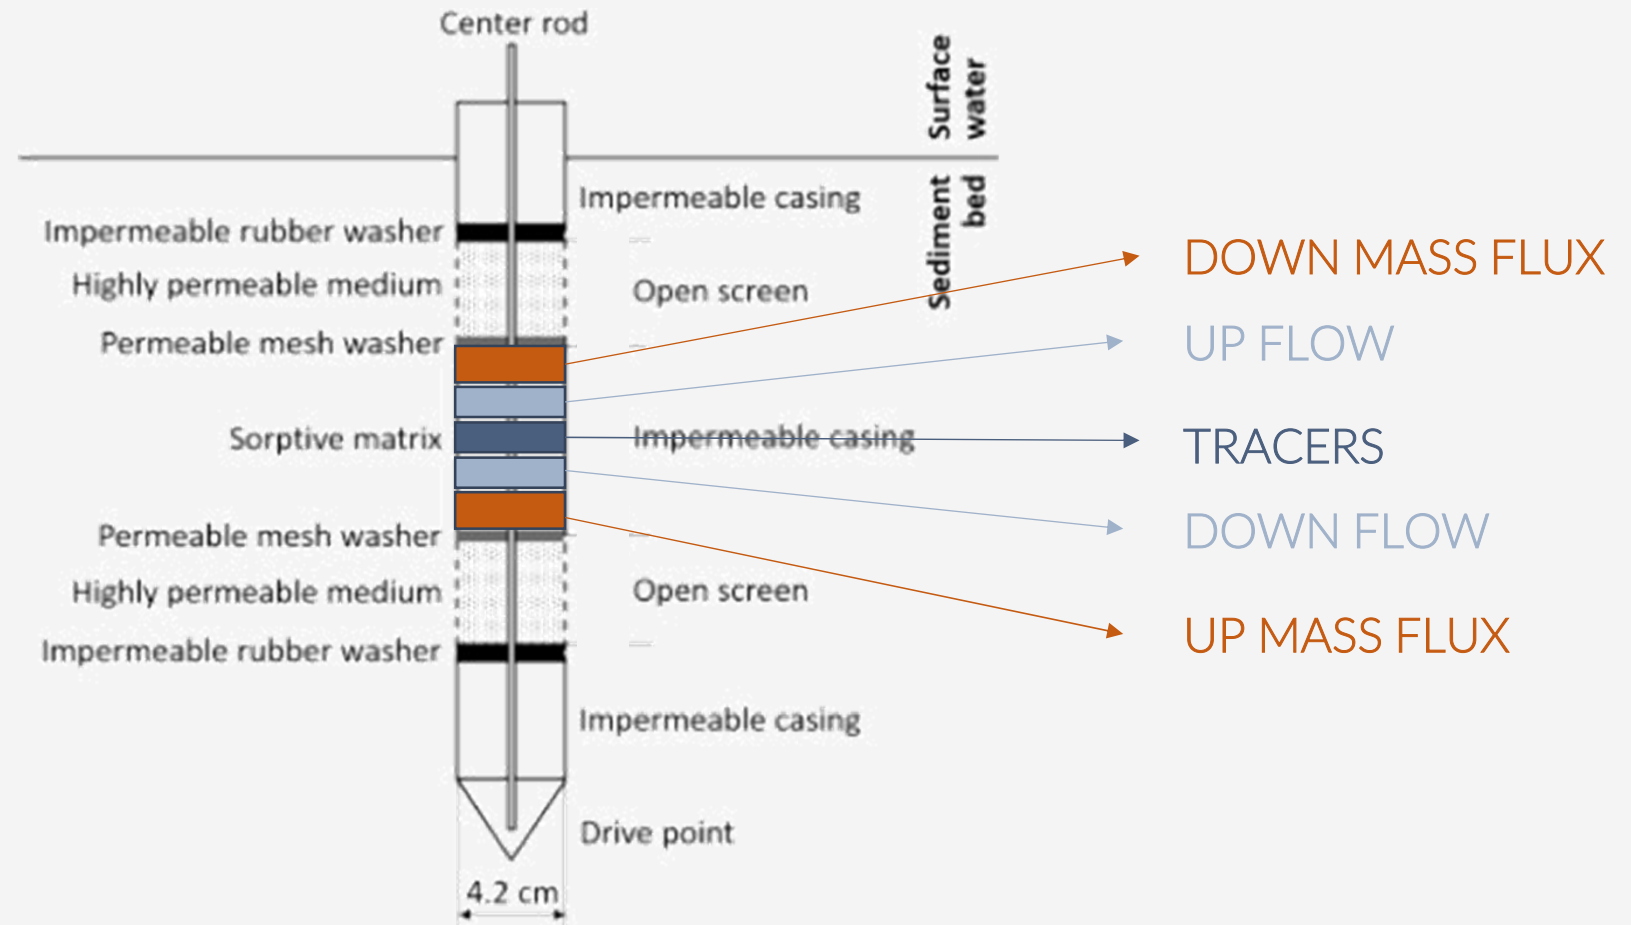 Center rod
Surface
water
Sediment
bed
Impermeable casing
Impermeable rubber washer
Highly permeable medium
Open screen
Permeable mesh washer
Sorptive matrix
Impermeable casing
Permeable mesh washer
Highly permeable medium
Open screen
Impermeable rubber washer
Impermeable casing
Drive point
4.2 cm
DOWN MASS FLUX
UP FLOW
TRACERS
DOWN FLOW
UP MASS FLUX